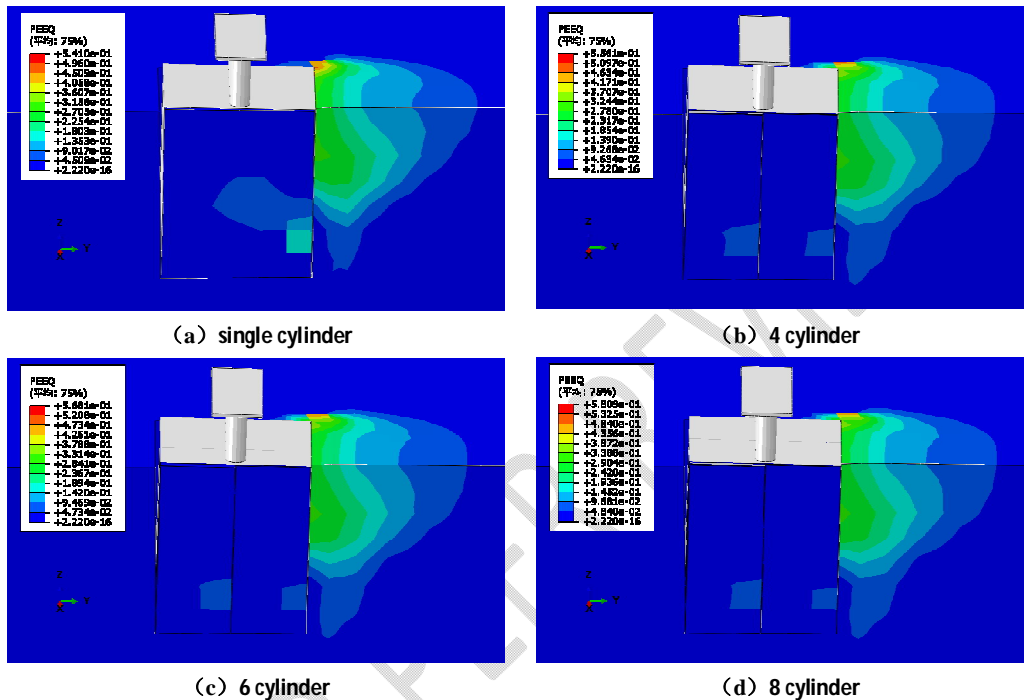 PEEQ
(平均: 75%)
+5.410e-01
+4.960e-01
+4.509e-01
+4.058e-01
+3.607e-01
+3.156e-01
+2.705e-01
+2.254e-01
+1.803e-01
+1.353e-01
+9.017e-02
+4.509e-02
+2.220e-16
Z
Y
X
(a) single cylinder
PEEQ
(平均: 75%)
+5.561e-01
+5.097e-01
+4.634e-01
+4.171e-01
+3.707e-01
+3.244e-01
+2.780e-01
+2.317e-01
+1.854e-01
+1.390e-01
+9.268e-02
+4.634e-02
+2.220e-16
Z
Y
X
(b) 4 cylinder
PEEQ
(平均: 75%)
+5.681e-01
+5.208e-01
+4.734e-01
+4.261e-01
+3.788e-01
+3.314e-01
+2.841e-01
+2.367e-01
+1.894e-01
+1.420e-01
+9.469e-02
+4.734e-02
+2.220e-16
Z
Y
X
(c) 6 cylinder
PEEQ
(平均: 75%)
+5.809e-01
+5.325e-01
+4.840e-01
+4.356e-01
+3.872e-01
+3.388e-01
+2.904e-01
+2.420e-01
+1.936e-01
+1.452e-01
+9.681e-02
+4.840e-02
+2.220e-16
Z
Y
X
(d) 8 cylinder